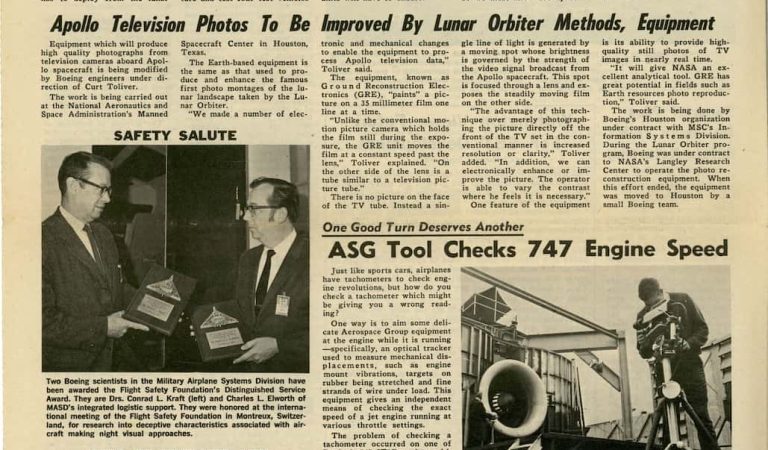 Apollo Television Photos To Be Improved By Lunar Orbiter Methods, Equipment
Equipment which will produce
high quality photographs from
television cameras aboard Apol-
lo spacecraft is being modified
by Boeing engineers under di-
rection of Curt Toliver.
The work is being carried out
at the National Aeronautics and
Space Administration's Manned
Spacecraft Center in Houston,
Texas.
The Earth-based equipment is
the same as that used to pro-
duce and enhance the famous
first photo montages of the lu-
nar landscape taken by the Lu-
nar Orbiter.
"We made a number of elec-
tronic and mechanical changes
to enable the equipment to pro-
cess Apollo television data,"
Toliver said.
The equipment, known as
Ground Reconstruction Elec-
tronics (GRE), "paints" a pic-
ture on a 35 millimeter film one
line at a time.
"Unlike the conventional mo-
tion picture camera which holds
the film still during the expo-
sure, the GRE unit moves the
film at a constant speed past the
lens," Toliver explained. "On
the other side of the lens is a
tube similar to a television pic-
ture tube."
There is no picture on the face
of the TV tube. Instead a sin-
gle line of light is generated by
a moving spot whose brightness
is governed by the strength of
the video signal broadcast from
the Apollo spacecraft. This spot
is focused through a lens and ex-
poses the steadily moving film
on the other side.
"The advantage of this tech-
nique over merely photograph-
ing the picture directly off the
front of the TV set in the con-
ventional manner is increased
resolution or clarity," Toliver
added. "In addition, we can
electronically enhance or im-
prove the picture. The operator
is able to vary the contrast
where he feels it is necessary."
One feature of the equipment
is its ability to provide high-
quality still photos of TV
images in nearly real time.
"It will give NASA an ex-
cellent analytical tool. GRE has
great potential in fields such as
Earth resources photo reproduc-
tion," Toliver said.
The work is being done by
Boeing's Houston organization
under contract with MSC's In-
formation Systems Division.
During the Lunar Orbiter pro-
gram, Boeing was under contract
to NASA's Langley Research
Center to operate the photo re-
construction equipment. When
this effort ended, the equipment
was moved to Houston by a
small Boeing team.
SAFETY SALUTE
Two Boeing scientists in the Military Airplane Systems Division have
been awarded the Flight Safety Foundation's Distinguished Service
Award. They are Drs. Conrad L. Kraft (left) and Charles L. Elworth of
MASD's integrated logistic support. They were honored at the interna-
tional meeting of the Flight Safety Foundation in Montreux, Switzer-
land, for research into deceptive characteristics associated with air-
craft making night visual approaches.
One Good Turn Deserves Another
ASG Tool Checks 747 Engine Speed
Just like sports cars, airplanes
have tachometers to check eng-
ine revolutions, but how do you
check a tachometer which might
be giving you a wrong read-
ing?
One way is to aim some deli-
cate Aerospace Group equipment
at the engine while it is running
—specifically, an optical tracker
used to measure mechanical dis-
placements, such as engine
mount vibrations, targets on
rubber being stretched and fine
strands of wire under load. This
equipment gives an independent
means of checking the exact
speed of a jet engine running at
various throttle settings.
The problem of checking a
tachometer occurred on one of